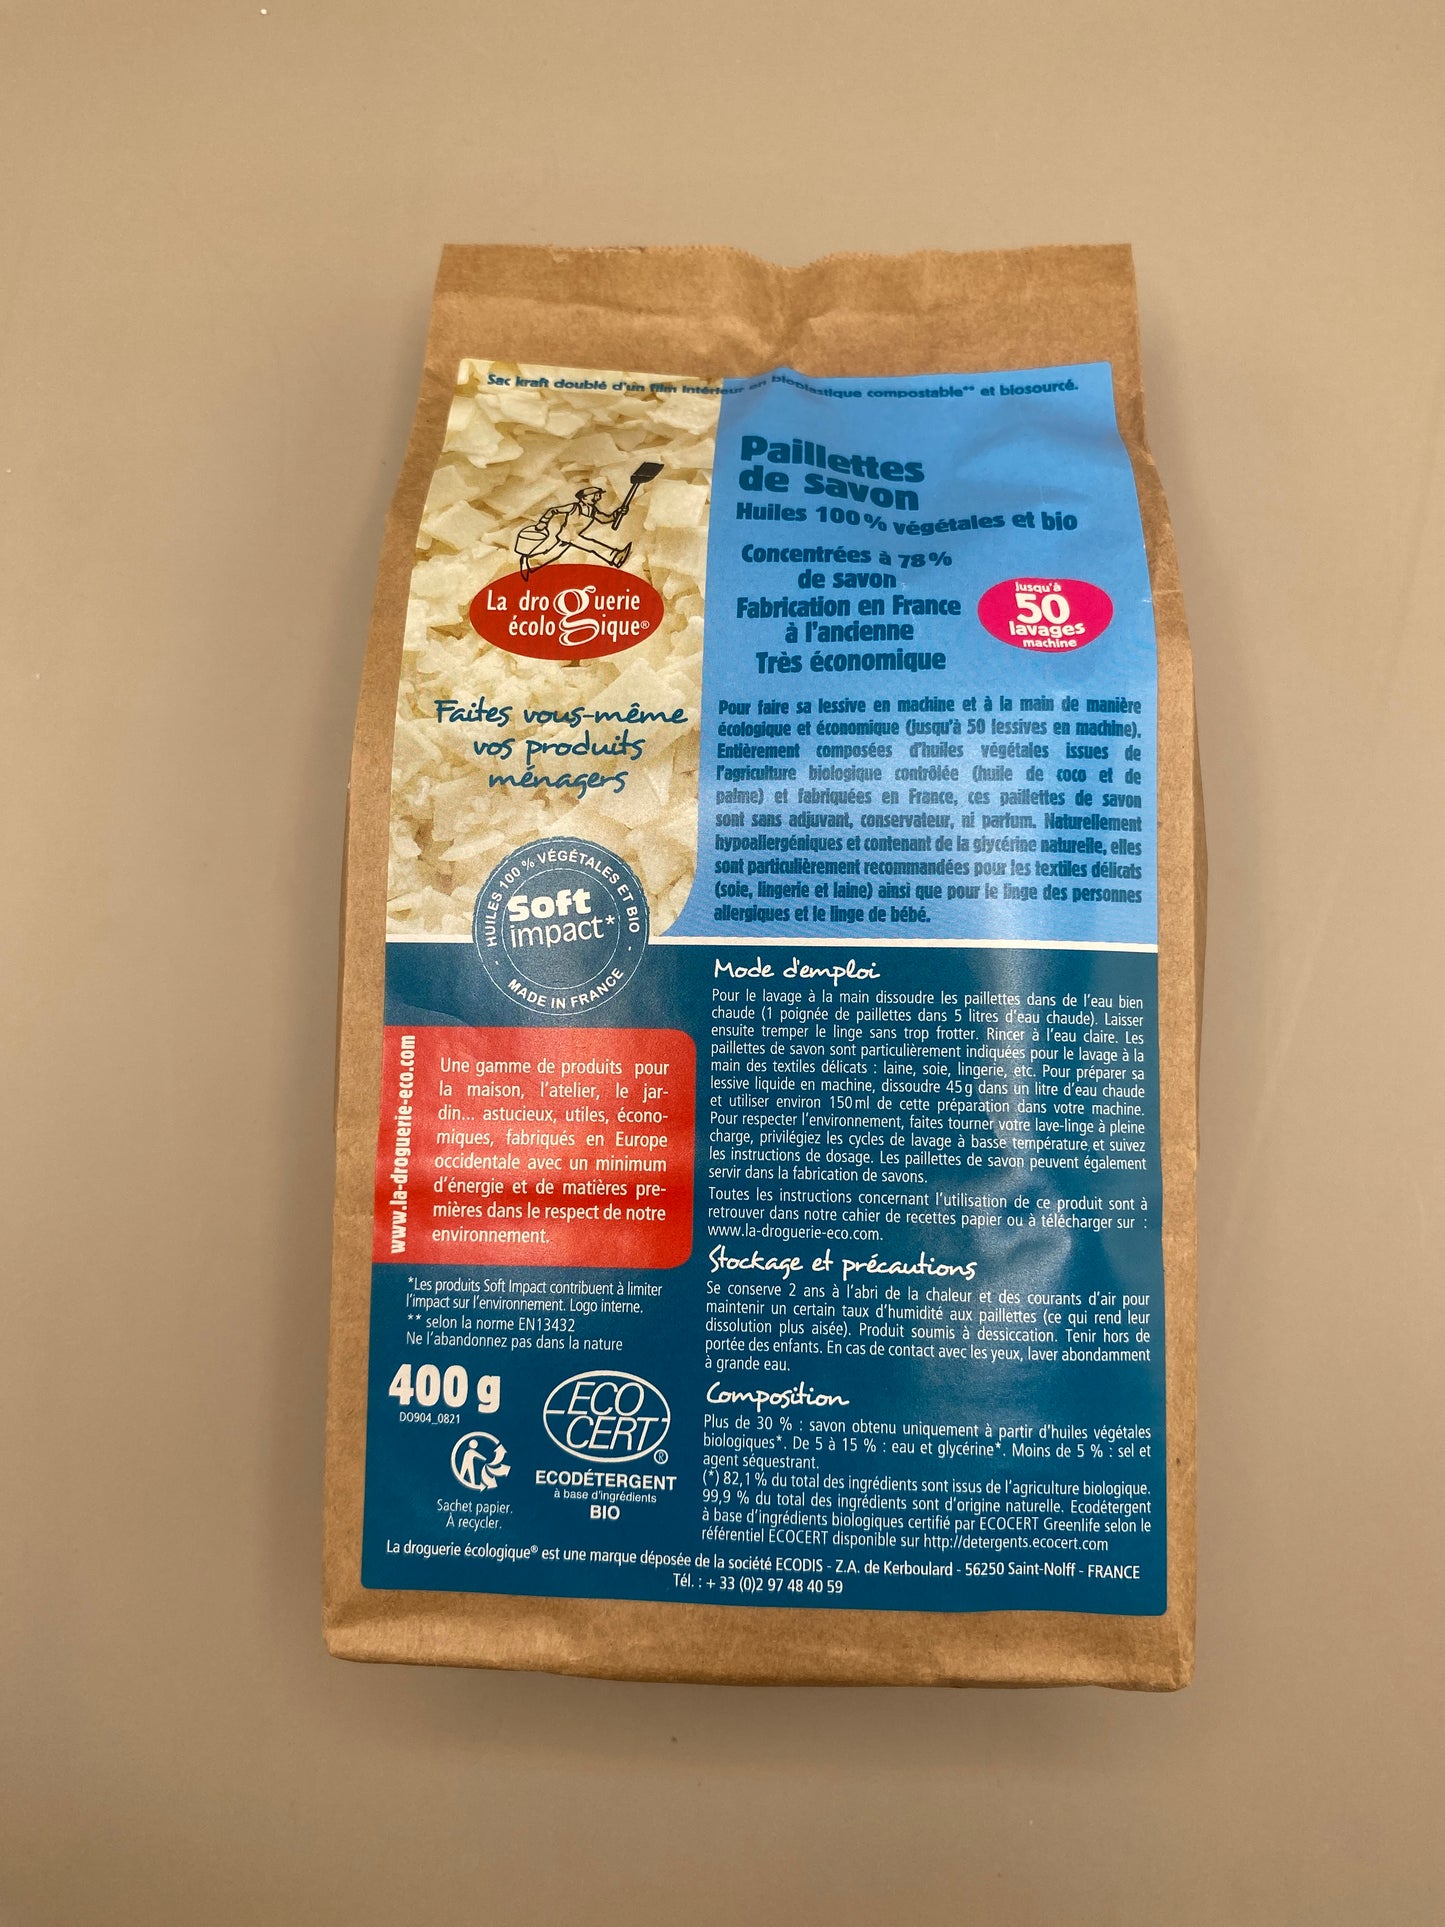 Sac kraft doublé d'un film intérieur en bioplastique compostable** et biosourcé.
Paillettes
de savon
Huiles 100% végétales et bio
Concentrées à 78%
de savon
Fabrication en France
à l'ancienne
Très économique
Jusqu'à
50
lavages
machine
La droguerie
écologique®
Faites vous-même
vos produits
ménagers
Pour faire sa lessive en machine et à la main de manière
écologique et économique (jusqu'à 50 lessives en machine).
Entièrement composées d'huiles végétales issues de
l'agriculture biologique contrôlée (huile de coco et de
palme) et fabriquées en France, ces paillettes de savon
sont sans adjuvant, conservateur, ni parfum. Naturellement
hypoallergéniques et contenant de la glycérine naturelle, elles
sont particulièrement recommandées pour les textiles délicats
(soie, lingerie et laine) ainsi que pour le linge des personnes
allergiques et le linge de bébé.
- HUILES 100 % VÉGÉTALES ET BIO -
Soft
impact*
MADE IN FRANCE
Mode d'emploi
Pour le lavage à la main dissoudre les paillettes dans de l'eau bien
chaude (1 poignée de paillettes dans 5 litres d'eau chaude). Laisser
ensuite tremper le linge sans trop frotter. Rincer à l'eau claire. Les
paillettes de savon sont particulièrement indiquées pour le lavage à la
main des textiles délicats : laine, soie, lingerie, etc. Pour préparer sa
lessive liquide en machine, dissoudre 45g dans un litre d'eau chaude
et utiliser environ 150ml de cette préparation dans votre machine.
Pour respecter l'environnement, faites tourner votre lave-linge à pleine
charge, privilégiez les cycles de lavage à basse température et suivez
les instructions de dosage. Les paillettes de savon peuvent également
servir dans la fabrication de savons.
Toutes les instructions concernant l'utilisation de ce produit sont à
retrouver dans notre cahier de recettes papier ou à télécharger sur :
www.la-droguerie-eco.com.
Stockage et précautions
Se conserve 2 ans à l'abri de la chaleur et des courants d'air pour
maintenir un certain taux d'humidité aux paillettes (ce qui rend leur
dissolution plus aisée). Produit soumis à dessiccation. Tenir hors de
portée des enfants. En cas de contact avec les yeux, laver abondamment
à grande eau.
Composition
Plus de 30 % : savon obtenu uniquement à partir d'huiles végétales
biologiques*. De 5 à 15 % : eau et glycérine*. Moins de 5 % : sel et
agent séquestrant.
(*) 82,1% du total des ingrédients sont issus de l'agriculture biologique.
99,9 % du total des ingrédients sont d'origine naturelle. Ecodétergent
à base d'ingrédients biologiques certifié par ECOCERT Greenlife selon le
référentiel ECOCERT disponible sur http://detergents.ecocert.com
www.la-droguerie-eco.com
Une gamme de produits pour
la maison, l'atelier, le jar-
din... astucieux, utiles, écono-
miques, fabriqués en Europe
occidentale avec un minimum
d'énergie et de matières pre-
mières dans le respect de notre
environnement.
*Les produits Soft Impact contribuent à limiter
l'impact sur l'environnement. Logo interne.
** selon la norme EN13432
Ne l'abandonnez pas dans la nature
400 g
DO904_0821
Sachet papier.
À recycler.
ECO
CERT®
ECODÉTERGENT
à base d'ingrédients
BIO
La droguerie écologique® est une marque déposée de la société ECODIS - Z.A. de Kerboulard - 56250 Saint-Nolff - FRANCE
Tél. : + 33 (0)2 97 48 40 59